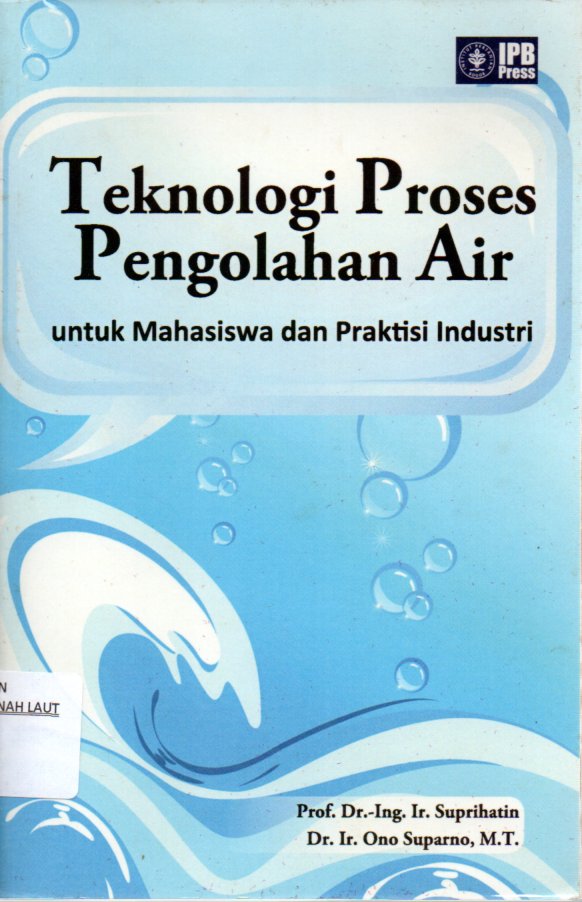 IPB
Press
Teknologi Proses
Pengolahan Air
untuk Mahasiswa dan Praktisi Industri
N
NAH LAUT
Prof. Dr.-Ing. Ir. Suprihatin
Dr. Ir. Ono Suparno, M.T.